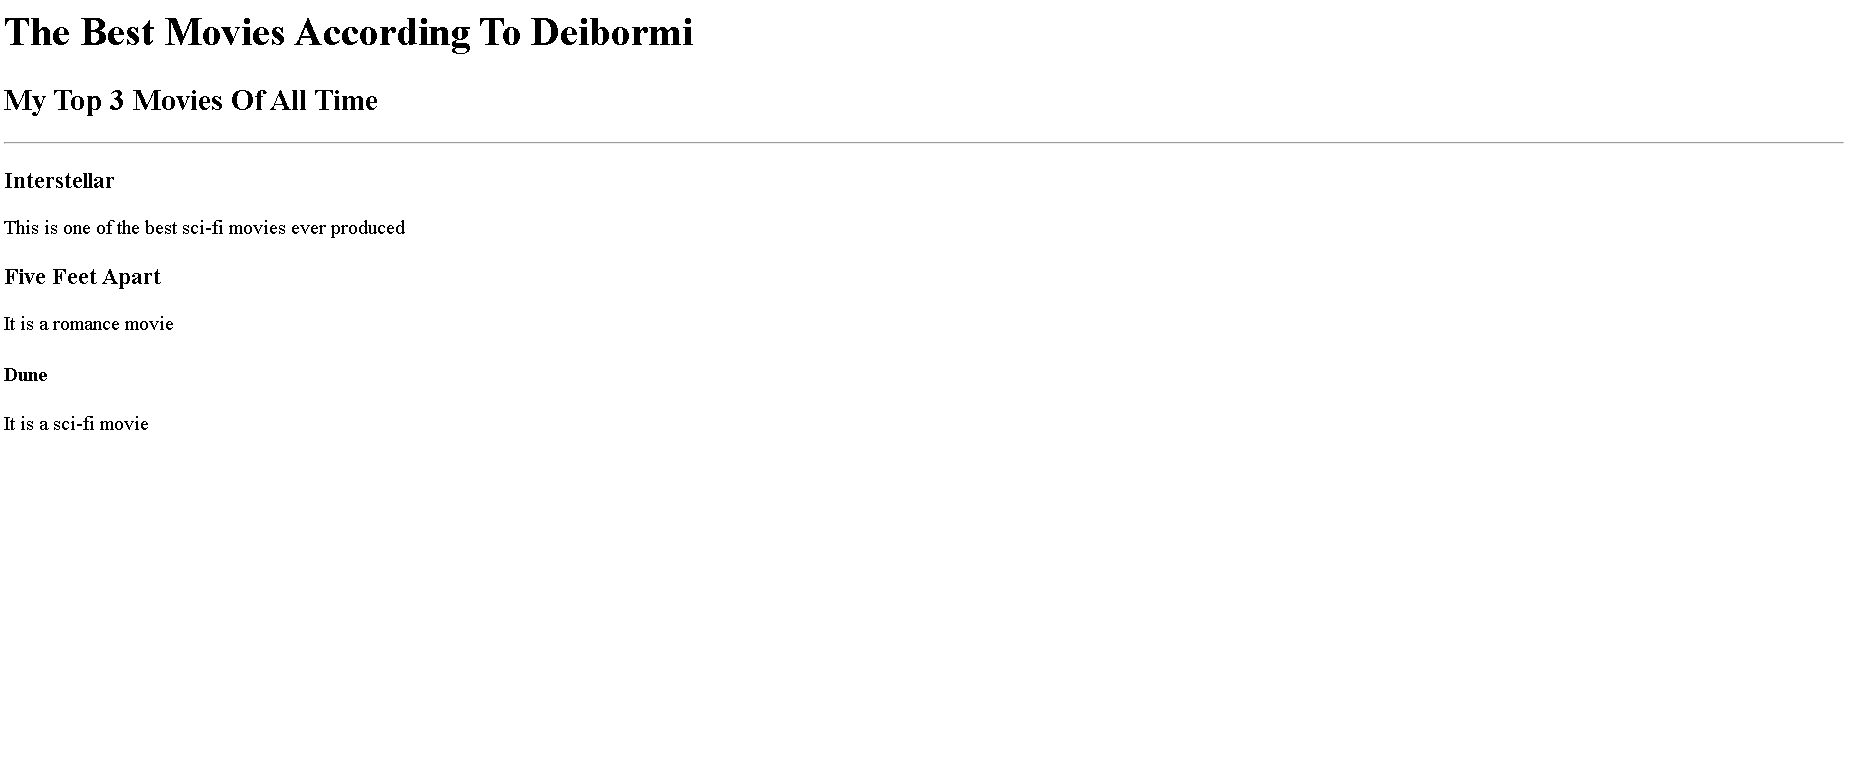 The Best Movies According To Deibormi
My Top 3 Movies Of All Time
Interstellar
This is one of the best sci-fi movies ever produced
Five Feet Apart
It is a romance movie
Dune
It is a sci-fi movie